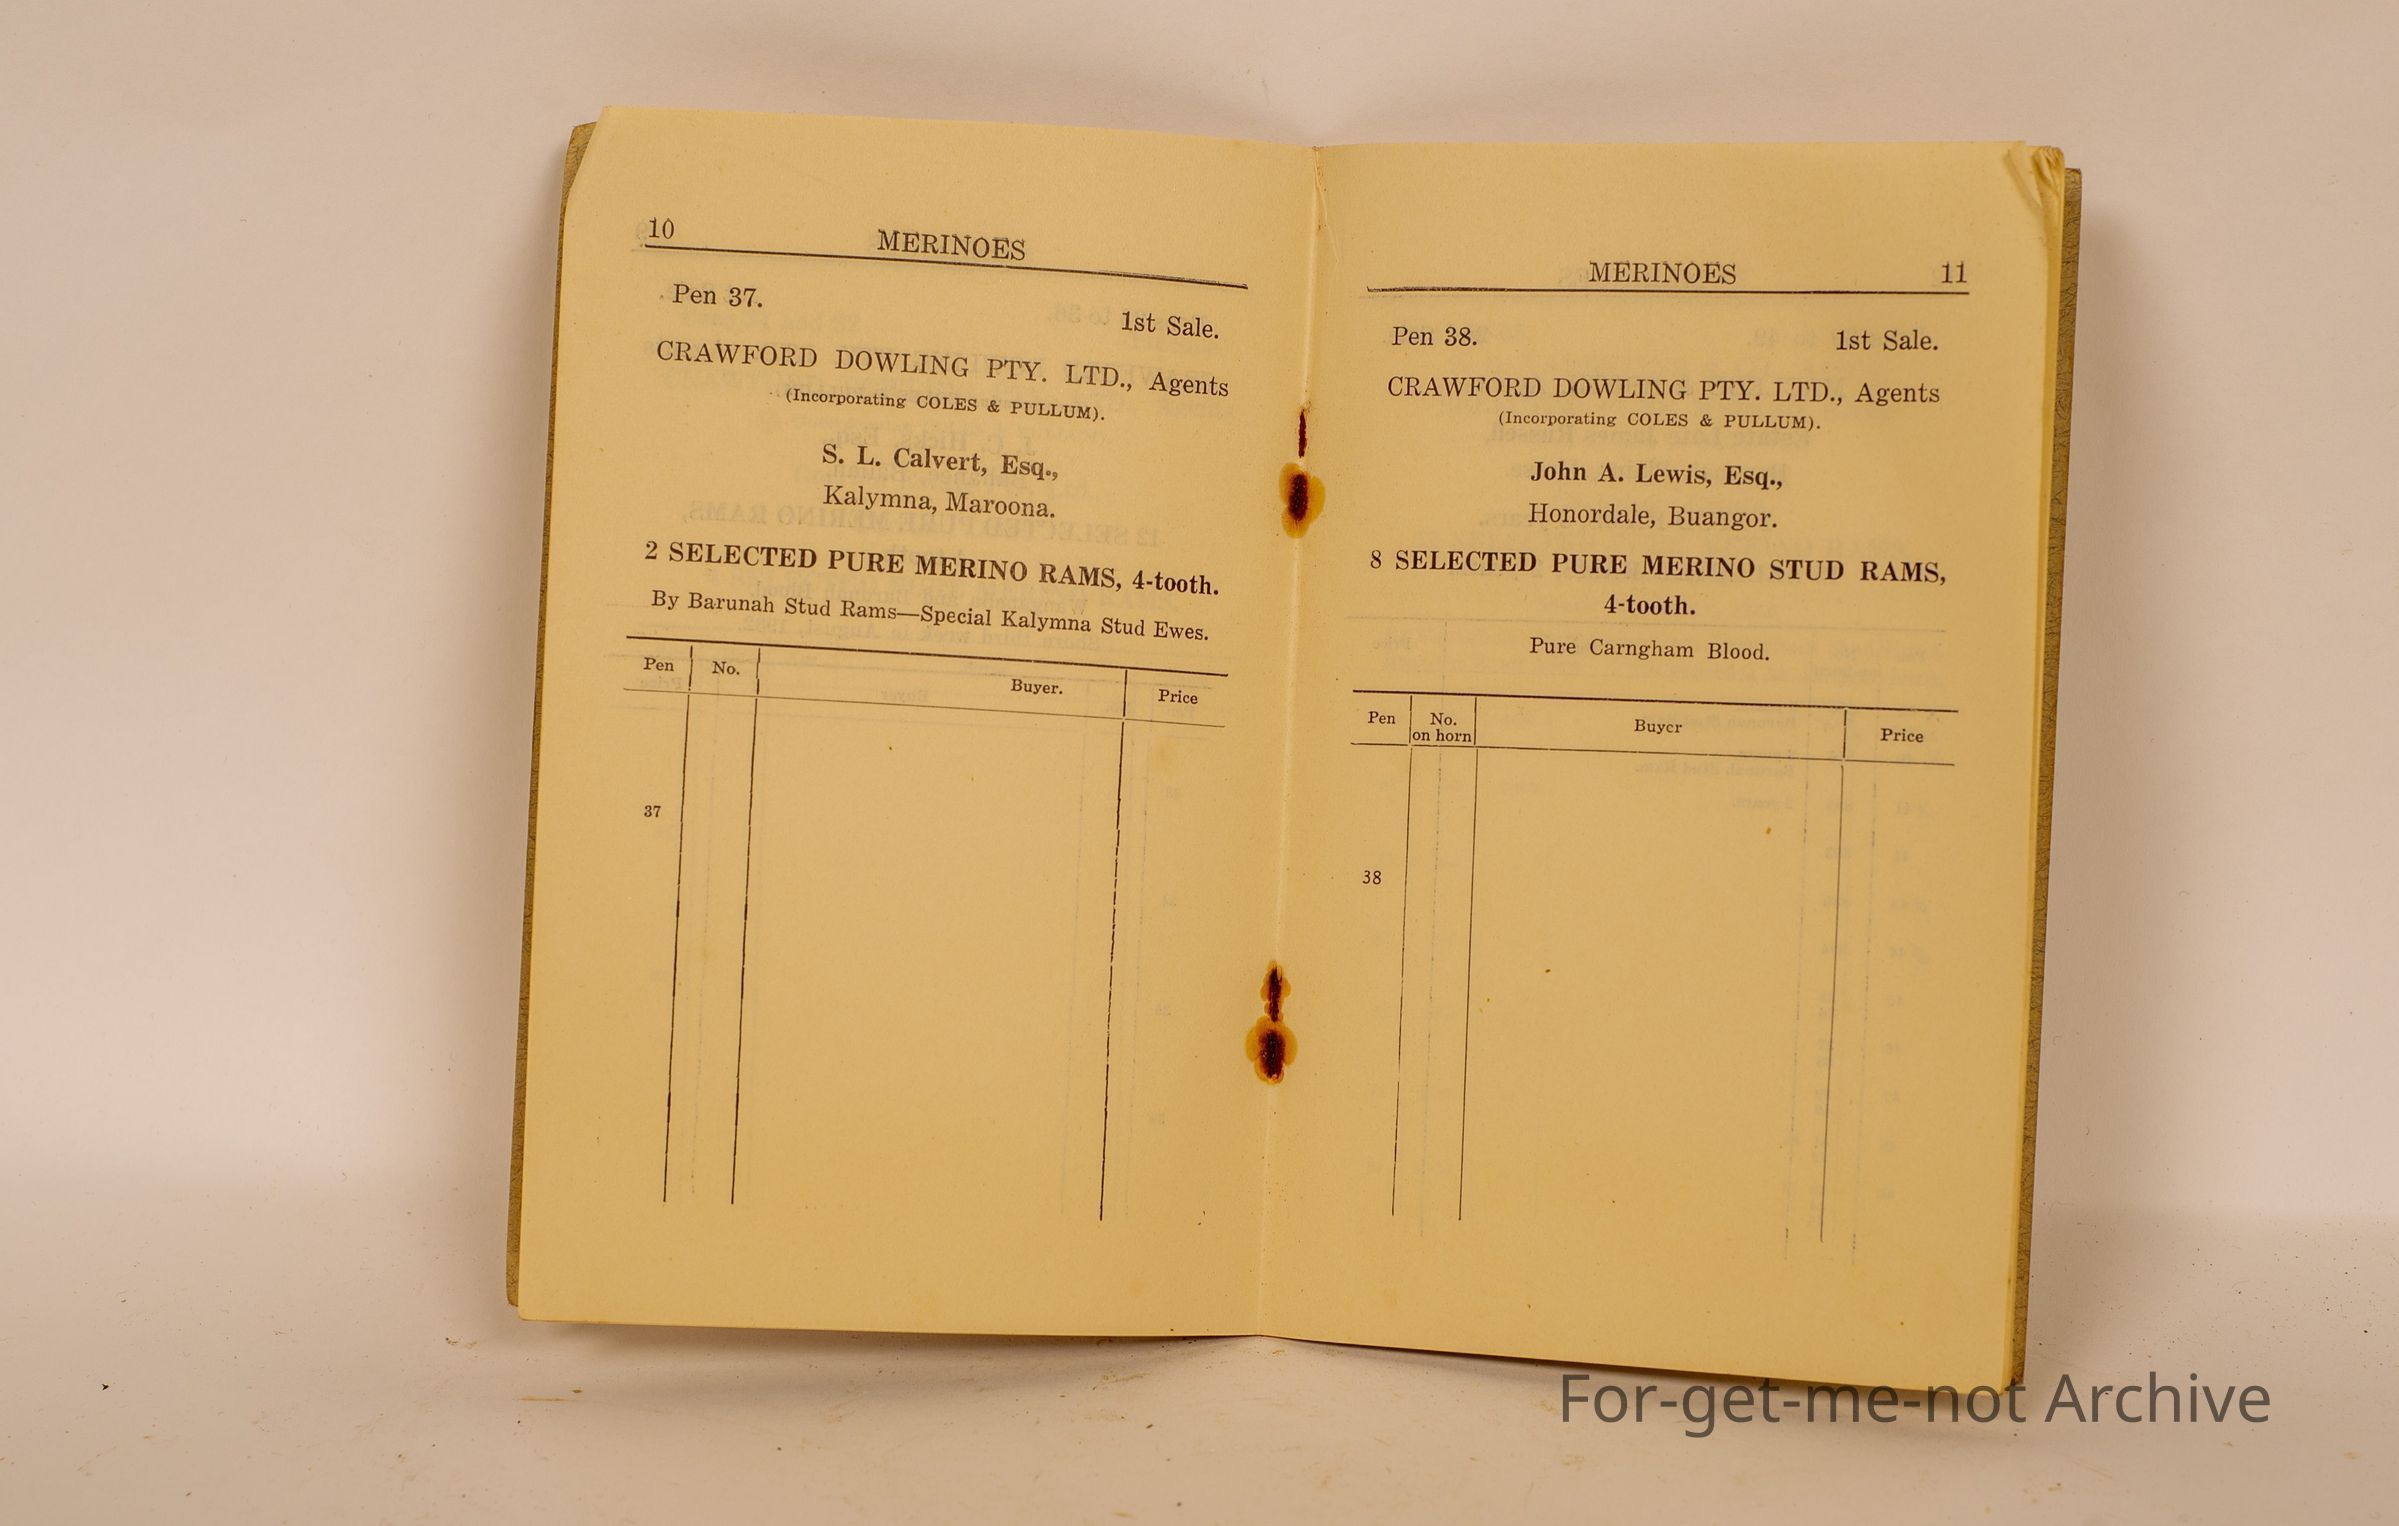 10 MERINOES
Pen 37.
1st Sale.
CRAWFORD DOWLING PTY. LTD., Agents
(Incorporating COLES & PULLUM).
S. L. Calvert, Esq.,
Kalymna, Maroona.
2 SELECTED PURE MERINO RAMS, 4-tooth.
By Barunah Stud Rams—Special Kalymna Stud Ewes.
Pen No. Buyer. Price
37
MERINOES 11
Pen 38. 1st Sale.
CRAWFORD DOWLING PTY. LTD., Agents
(Incorporating COLES & PULLUM).
John A. Lewis, Esq.,
Honordale, Buangor.
8 SELECTED PURE MERINO STUD RAMS,
4-tooth.
Pure Carngham Blood.
Pen No. on horn Buyer Price
38
For-get-me-not Archive